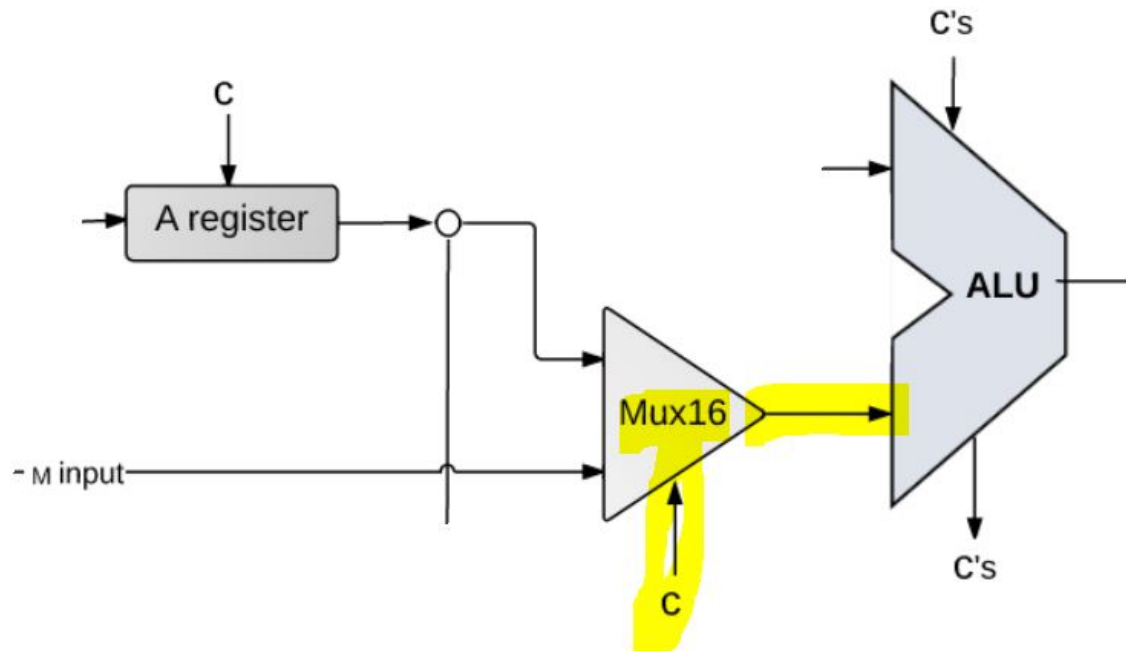 C's
C
A register
ALU
Mux16
M input
C's
C